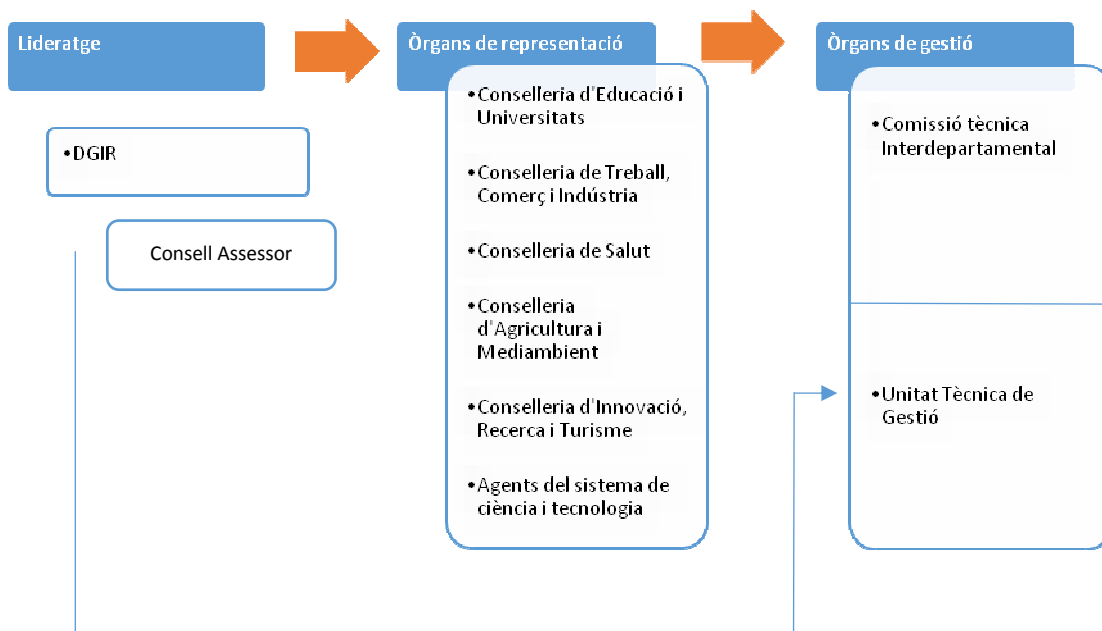 Lideratge
•DGIR
Consell Assessor
Òrgans de representació
•Conselleria d'Educació i
Universitats
•Conselleria de Treball,
Comerç i Indústria
•Conselleria de Salut
•Conselleria
d'Agricultura i
Mediambient
•Conselleria d'Innovació,
Recerca i Turisme
•Agents del sistema de
ciència i tecnologia
Òrgans de gestió
•Comissió tècnica
Interdepartamental
•Unitat Tècnica de
Gestió